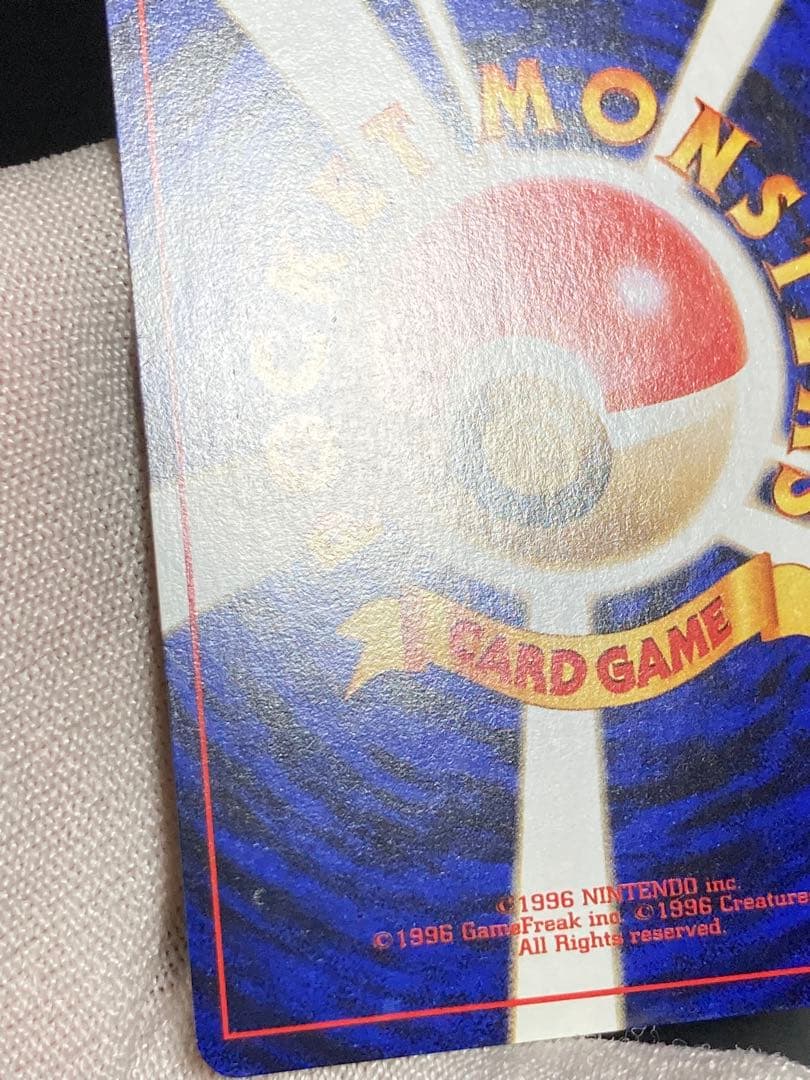 POCKET MONSTERS
CARD GAME
©1996 NINTENDO inc.
©1996 GameFreak inc. ©1996 Creatures
All Rights reserved.